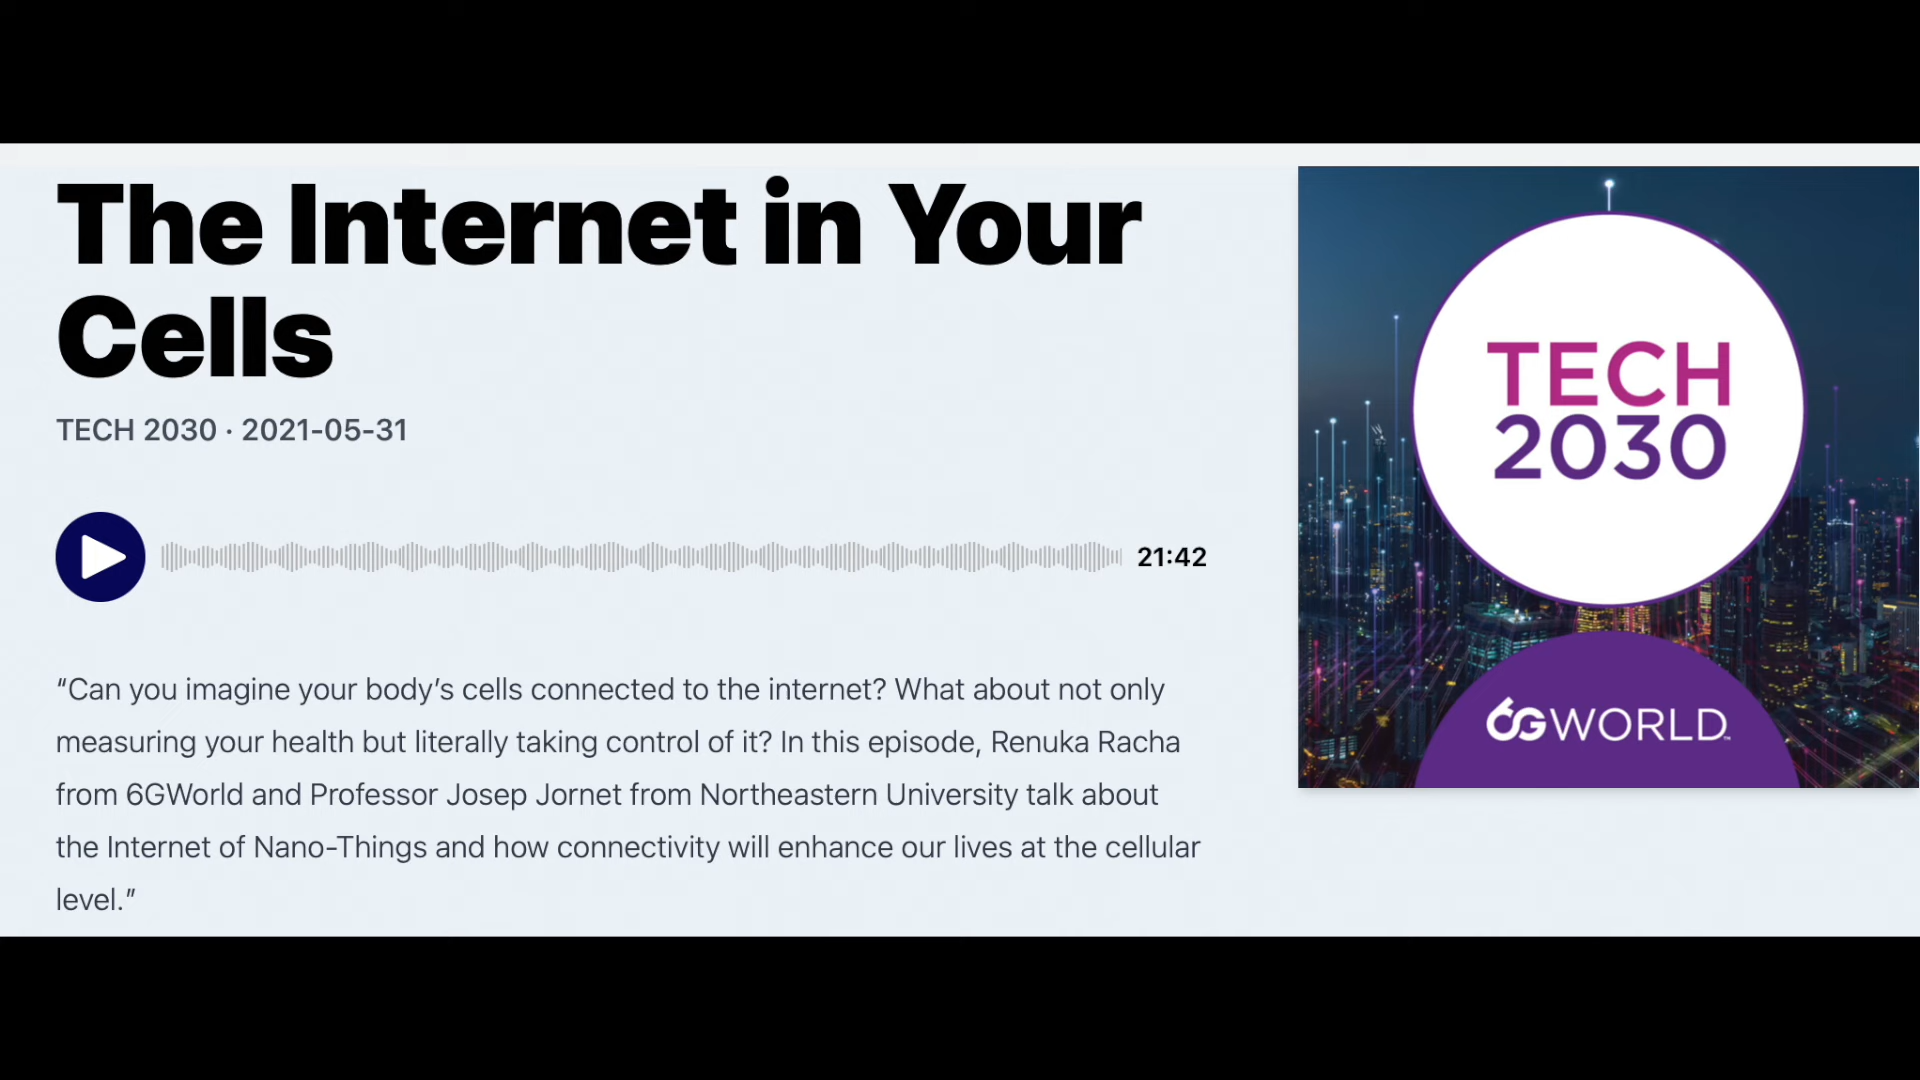 The Internet in Your
Cells
TECH 2030 · 2021-05-31
21:42
“Can you imagine your body’s cells connected to the internet? What about not only
measuring your health but literally taking control of it? In this episode, Renuka Racha
from 6GWorld and Professor Josep Jornet from Northeastern University talk about
the Internet of Nano-Things and how connectivity will enhance our lives at the cellular
level.”
TECH
2030
6GWORLD™